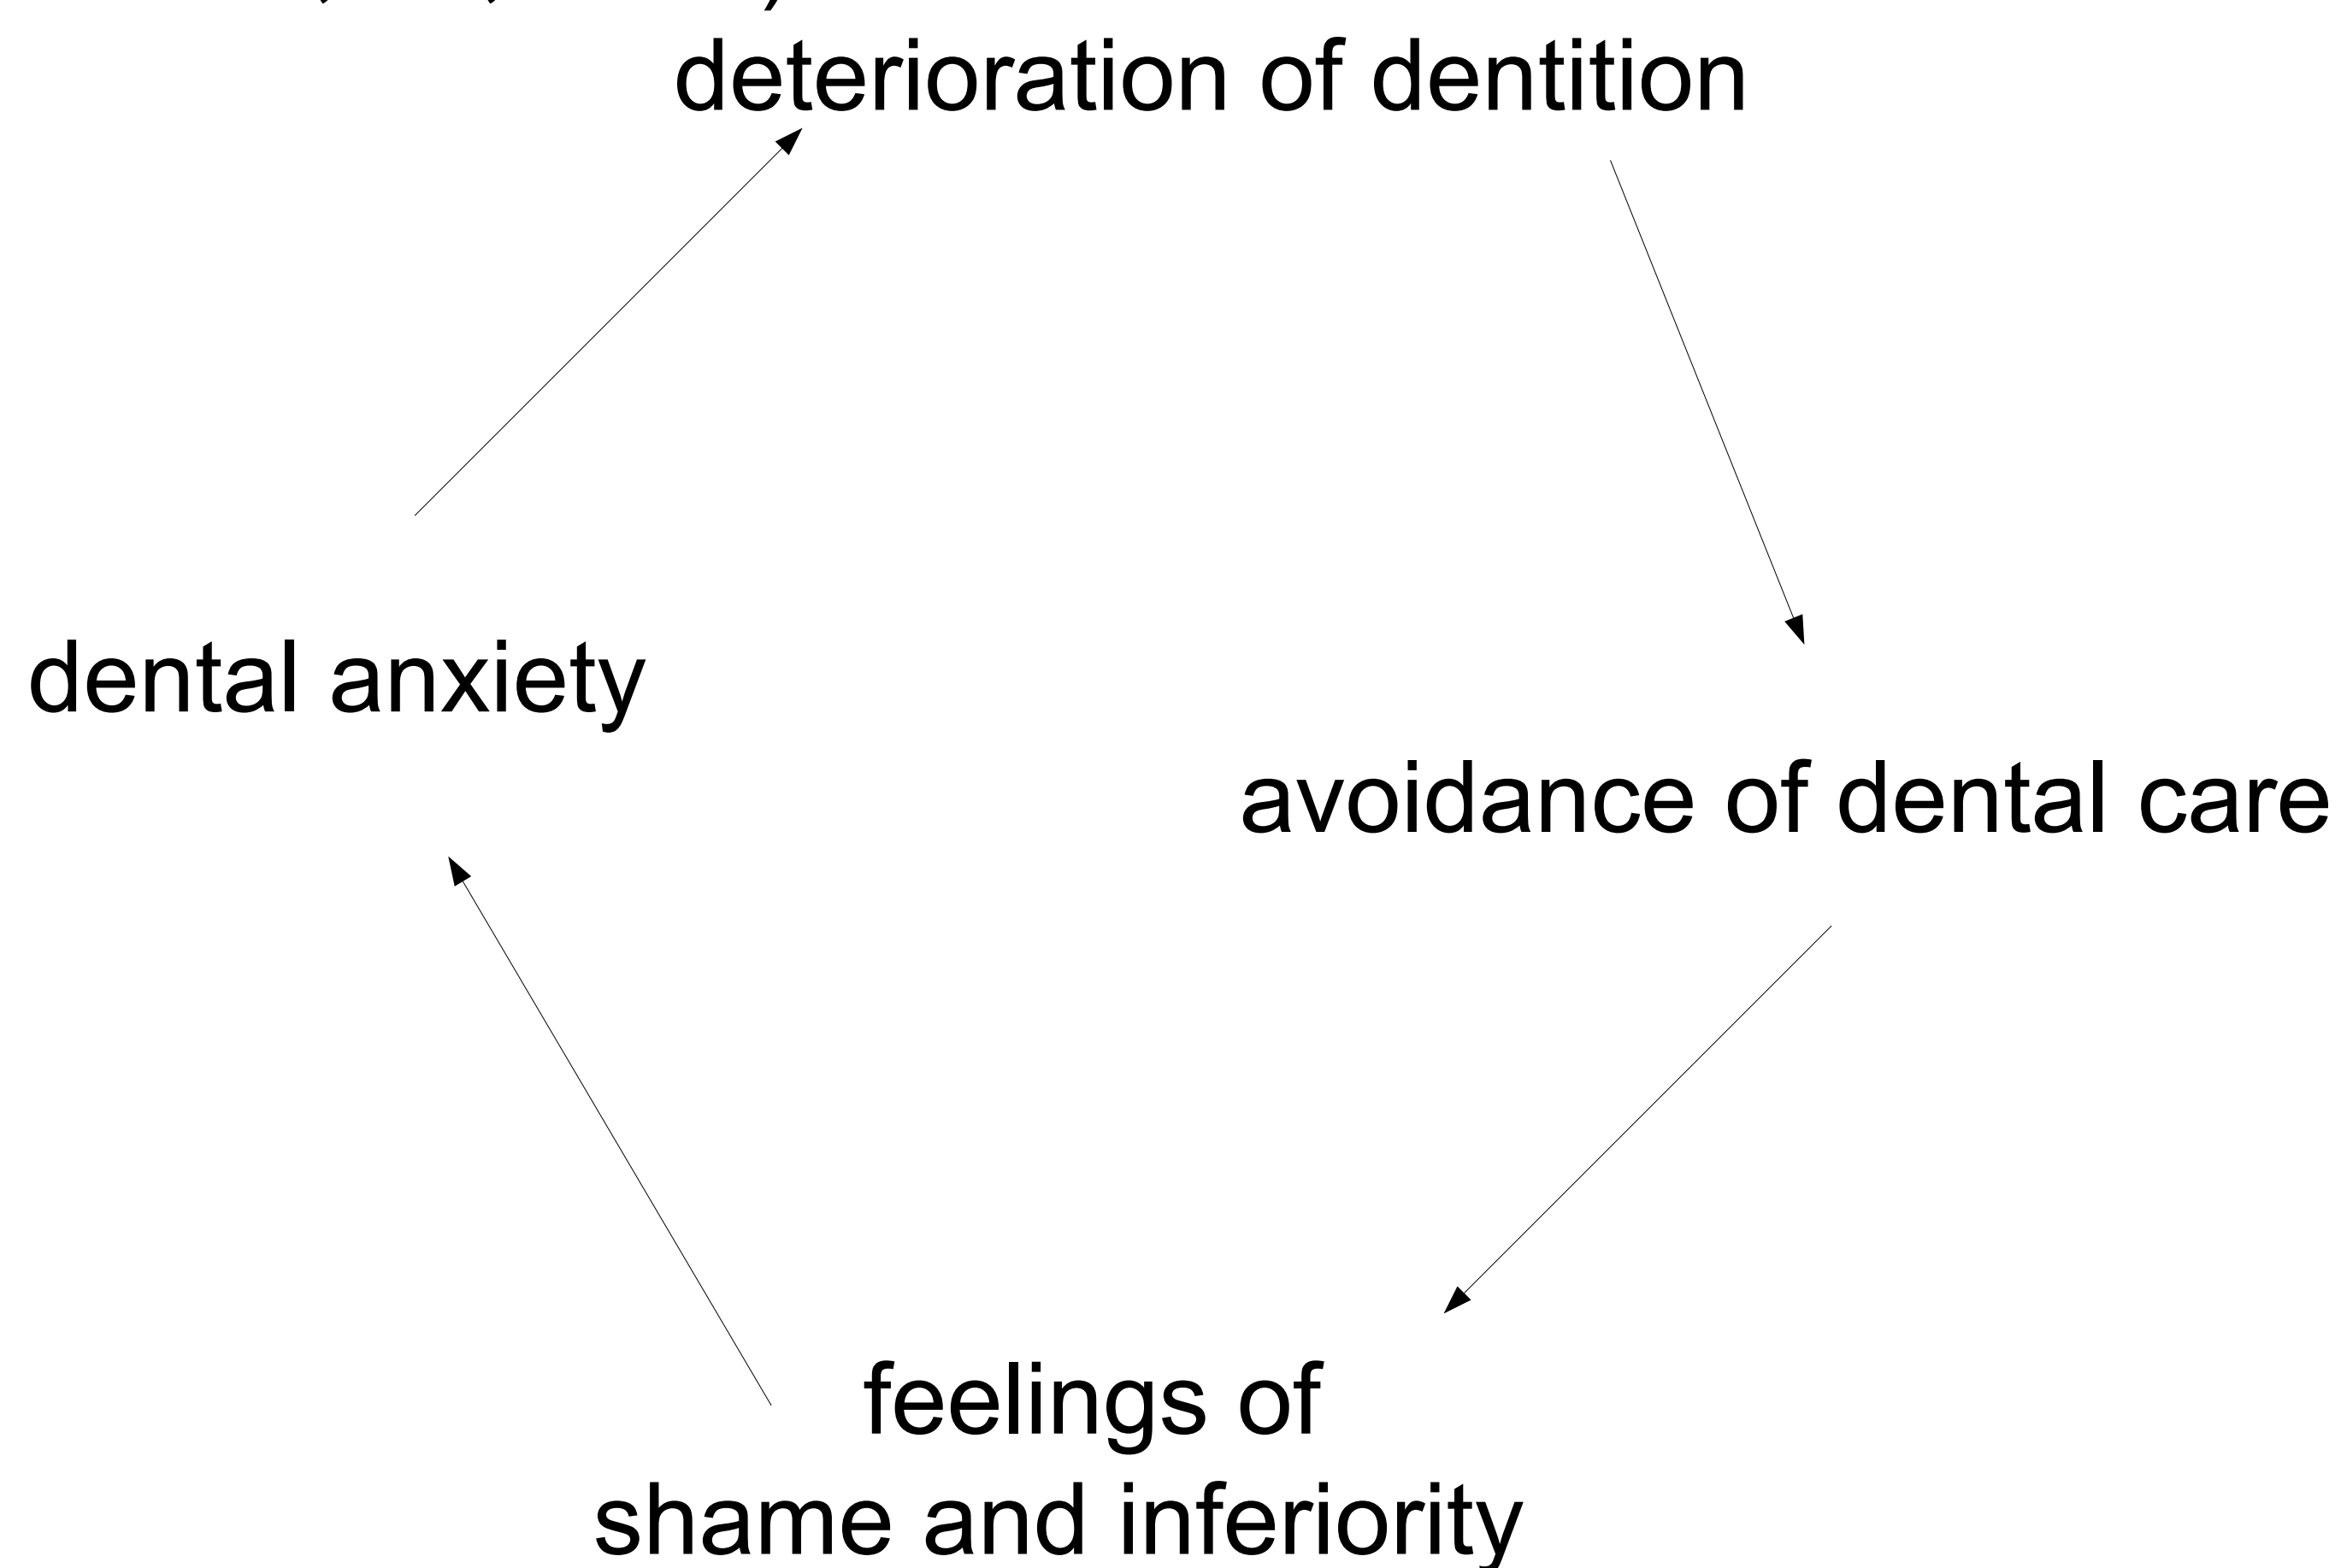 deterioration of dentition
dental anxiety
avoidance of dental care
feelings of
shame and inferiority